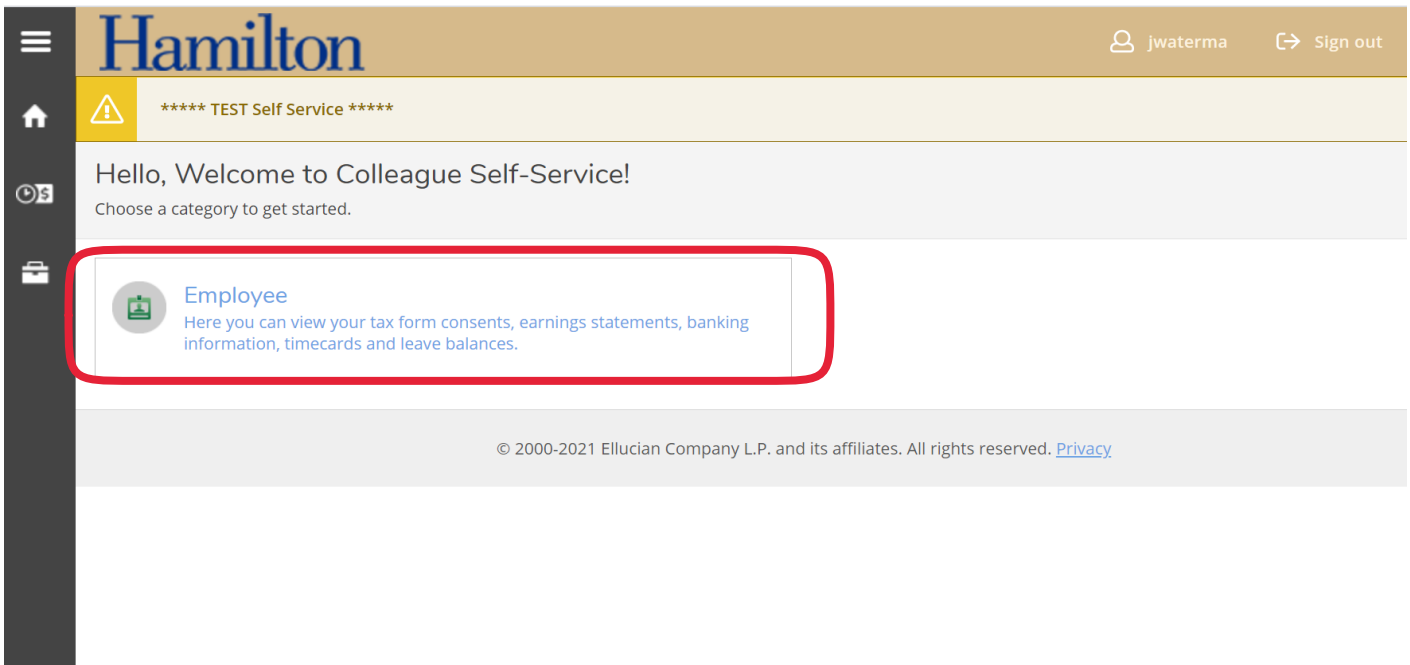 Hamilton
jwaterma
Sign out
***** TEST Self Service *****
Hello, Welcome to Colleague Self-Service!
Choose a category to get started.
Employee
Here you can view your tax form consents, earnings statements, banking
information, timecards and leave balances.
© 2000-2021 Ellucian Company L.P. and its affiliates. All rights reserved. Privacy